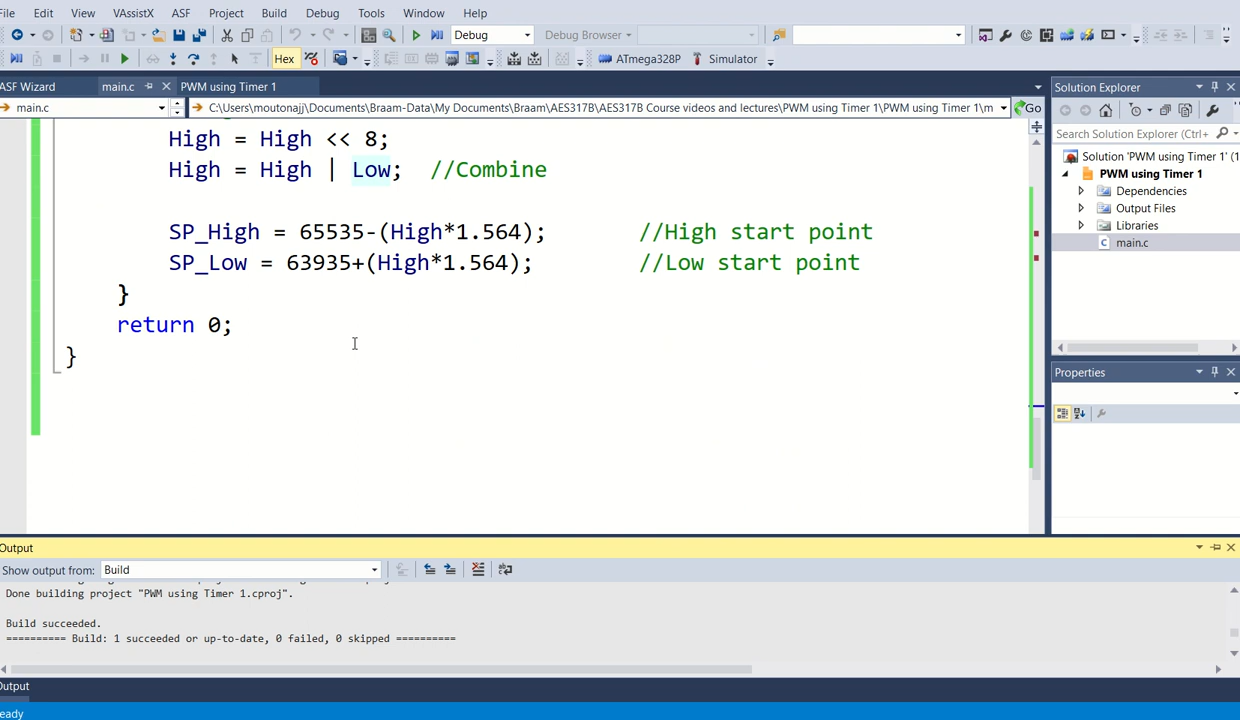 File Edit View VAssistX ASF Project Build Debug Tools Window Help
Debug Debug Browser
Hex ATmega328P Simulator
ASF Wizard main.c PWM using Timer 1
main.c C:\Users\moutonajj\Documents\Braam-Data\My Documents\Braam\AES317B\AES317B Course videos and lectures\PWM using Timer 1\PWM using Timer 1\m Go
High = High << 8;
High = High | Low; //Combine
SP_High = 65535-(High*1.564); //High start point
SP_Low = 63935+(High*1.564); //Low start point
}
return 0;
}
Solution Explorer
Search Solution Explorer (Ctrl+
Solution 'PWM using Timer 1' (1
PWM using Timer 1
Dependencies
Output Files
Libraries
main.c
Properties
Output
Show output from: Build
Done building project "PWM using Timer 1.cproj".
Build succeeded.
========== Build: 1 succeeded or up-to-date, 0 failed, 0 skipped ==========
Output
eady